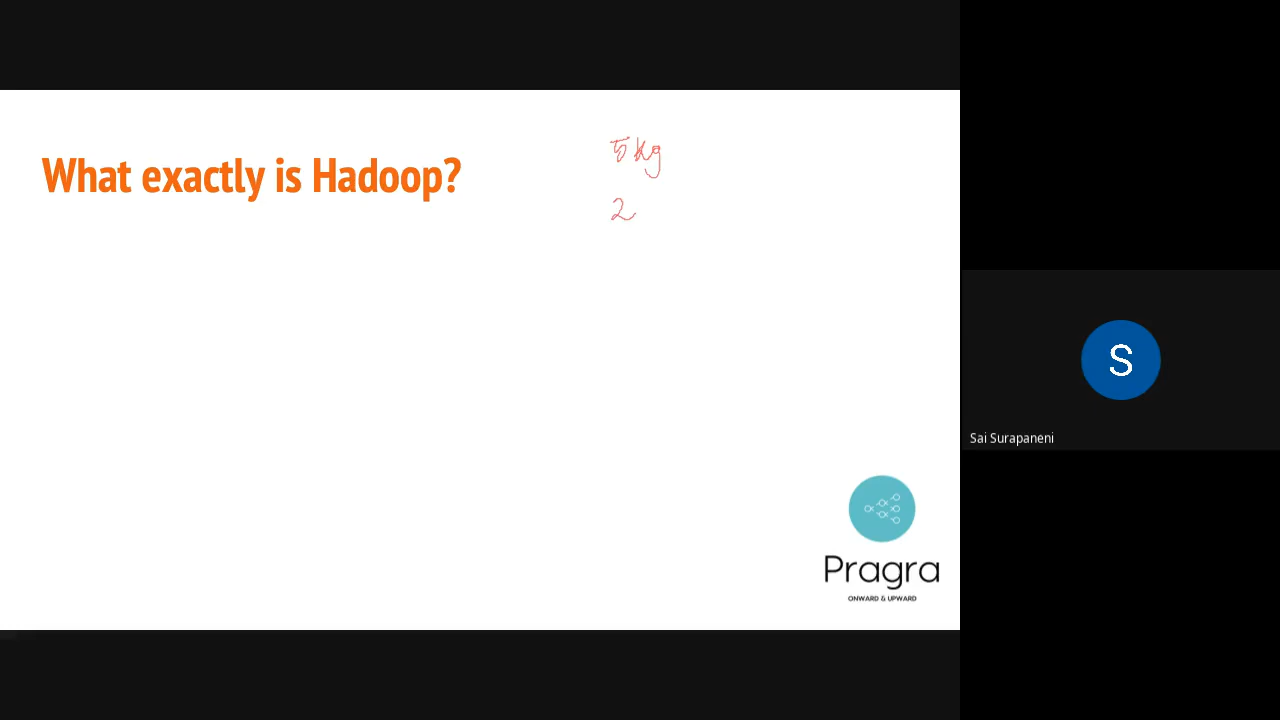 What exactly is Hadoop?
5 kg
2
S
Sai Surapaneni
Pragra
ONWARD & UPWARD